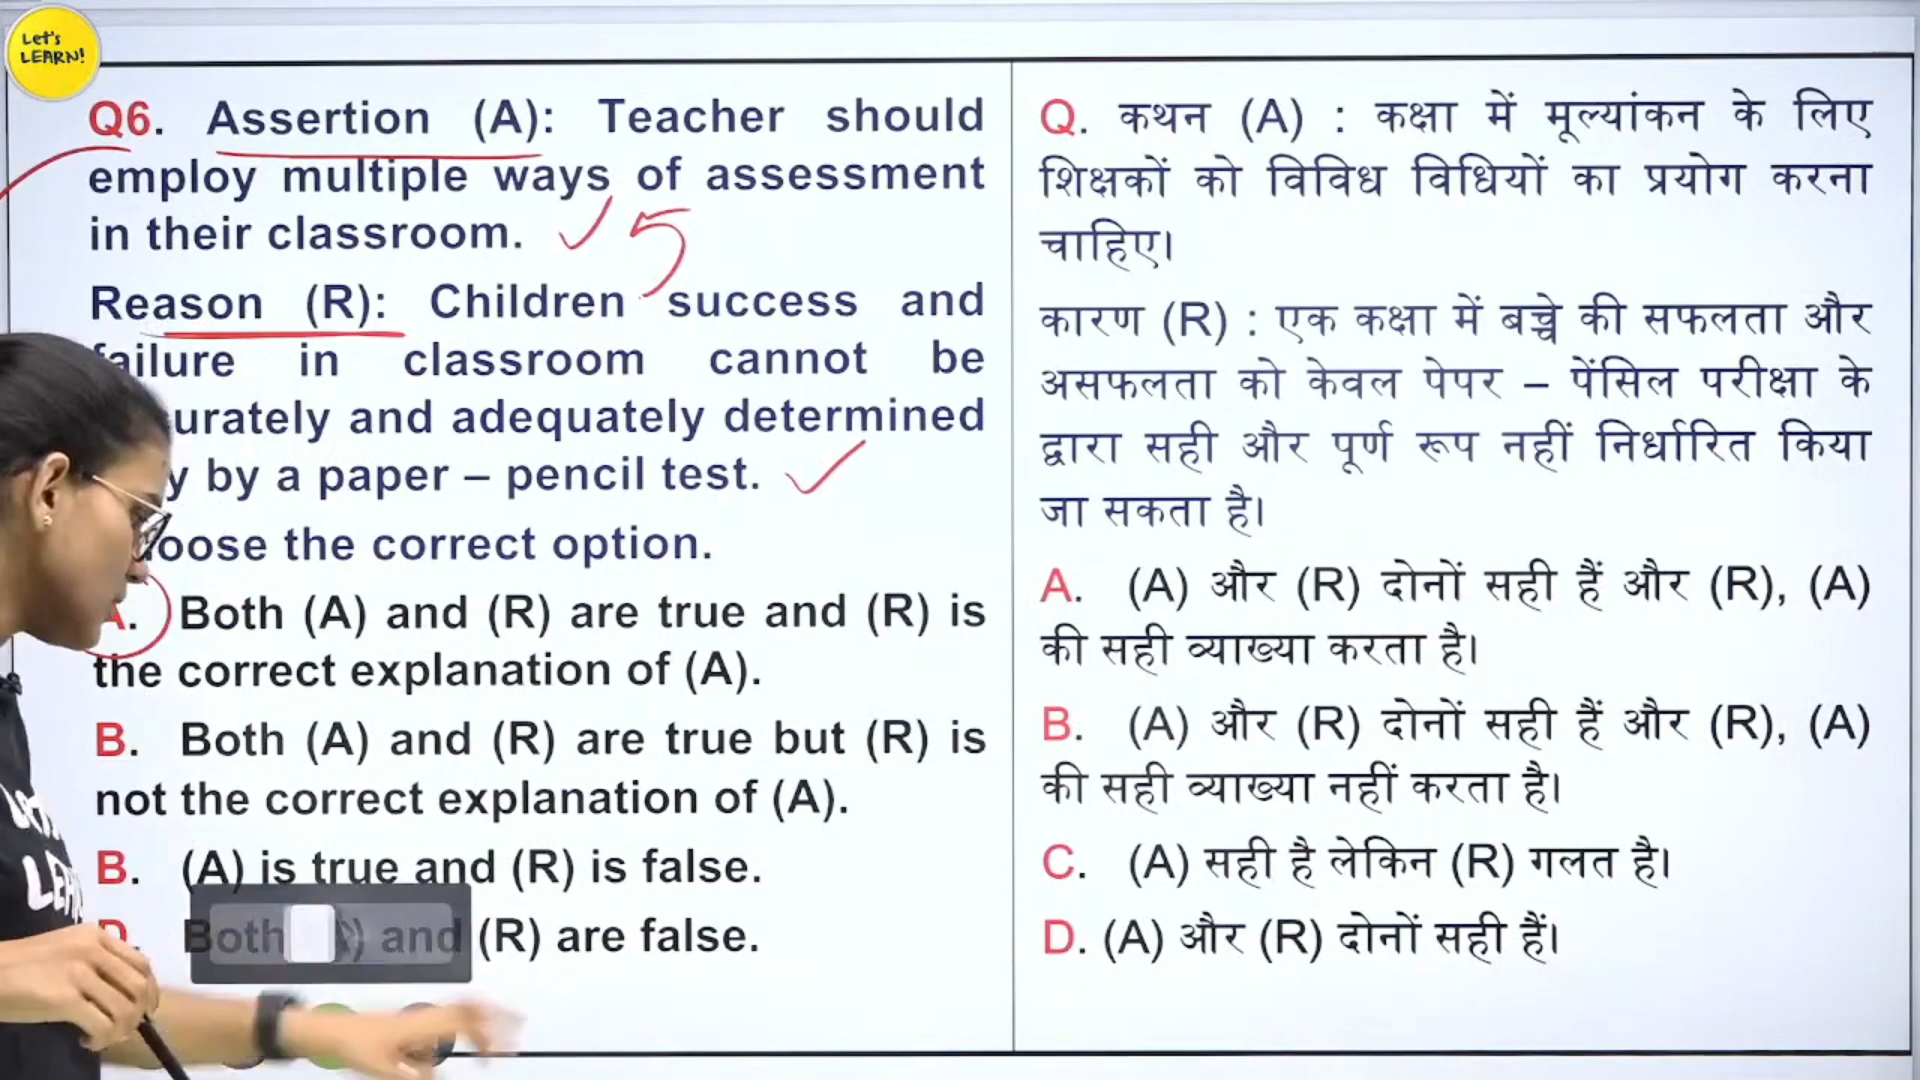 Let's
LEARN!
Q6. Assertion (A): Teacher should
employ multiple ways of assessment
in their classroom.
Reason (R): Children success and
failure in classroom cannot be
urately and adequately determined
y by a paper – pencil test.
oose the correct option.
A. Both (A) and (R) are true and (R) is
the correct explanation of (A).
B. Both (A) and (R) are true but (R) is
not the correct explanation of (A).
B. (A) is true and (R) is false.
D. Both and (R) are false.
Q. कथन (A) : कक्षा में मूल्यांकन के लिए
शिक्षकों को विविध विधियों का प्रयोग करना
चाहिए।
कारण (R) : एक कक्षा में बच्चे की सफलता और
असफलता को केवल पेपर – पेंसिल परीक्षा के
द्वारा सही और पूर्ण रूप नहीं निर्धारित किया
जा सकता है।
A. (A) और (R) दोनों सही हैं और (R), (A)
की सही व्याख्या करता है।
B. (A) और (R) दोनों सही हैं और (R), (A)
की सही व्याख्या नहीं करता है।
C. (A) सही है लेकिन (R) गलत है।
D. (A) और (R) दोनों सही हैं।